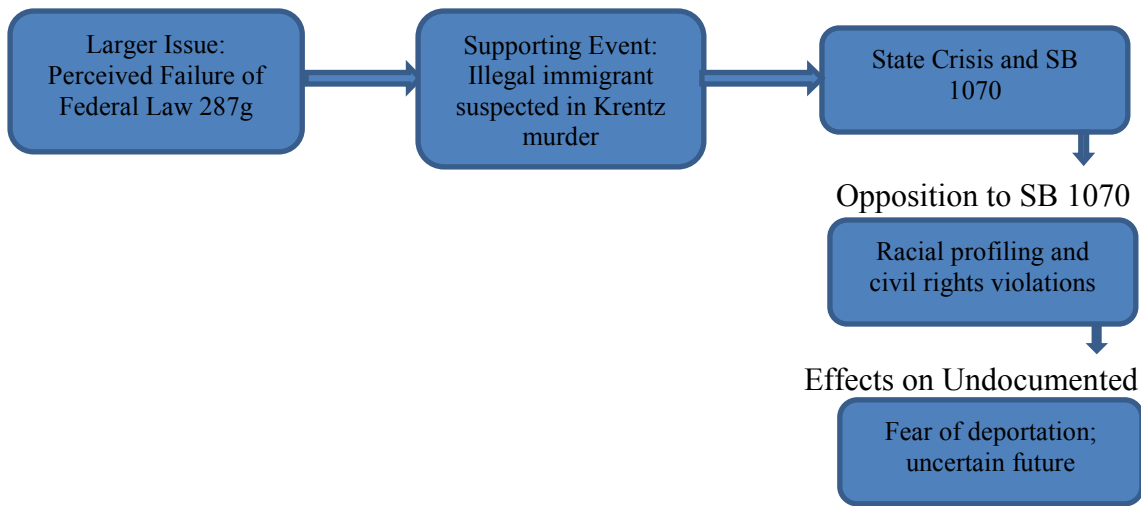 Larger Issue:
Perceived Failure of
Federal Law 287g
Supporting Event:
Illegal immigrant
suspected in Krentz
murder
State Crisis and SB
1070
Opposition to SB 1070
Racial profiling and
civil rights violations
Effects on Undocumented
Fear of deportation;
uncertain future